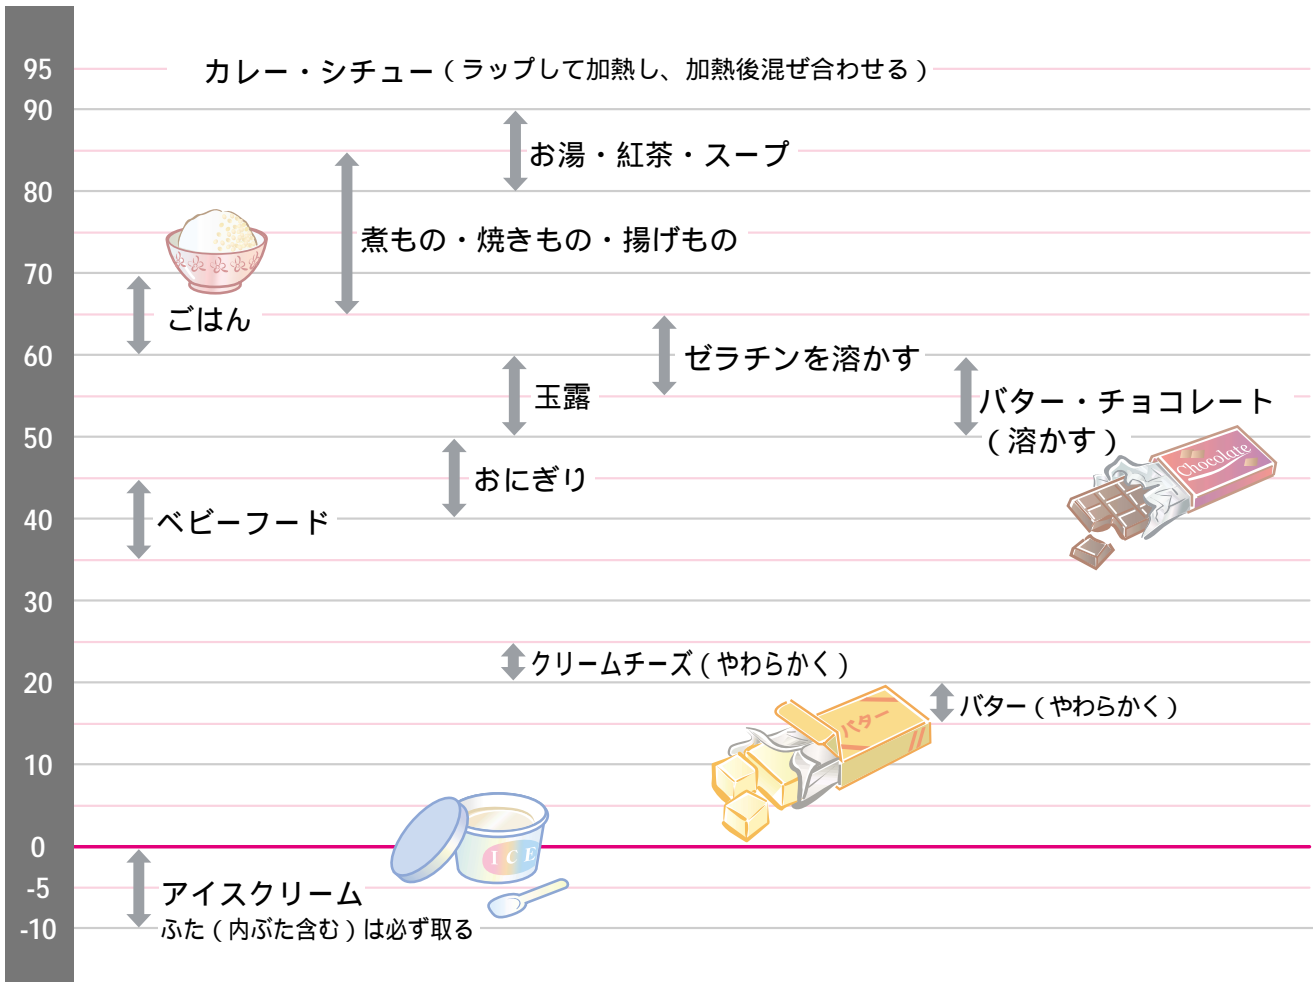 95
カレー・シチュー(ラップして加熱し、加熱後混ぜ合わせる)
90
お湯・紅茶・スープ
80
煮もの・焼きもの・揚げもの
70
ごはん
60
ゼラチンを溶かす
玉露
バター・チョコレート
(溶かす)
50
Chocolate
おにぎり
40
ベビーフード
30
クリームチーズ(やわらかく)
20
バター(やわらかく)
バター
10
0
ICE
-5
アイスクリーム
-10
ふた(内ぶた含む)は必ず取る